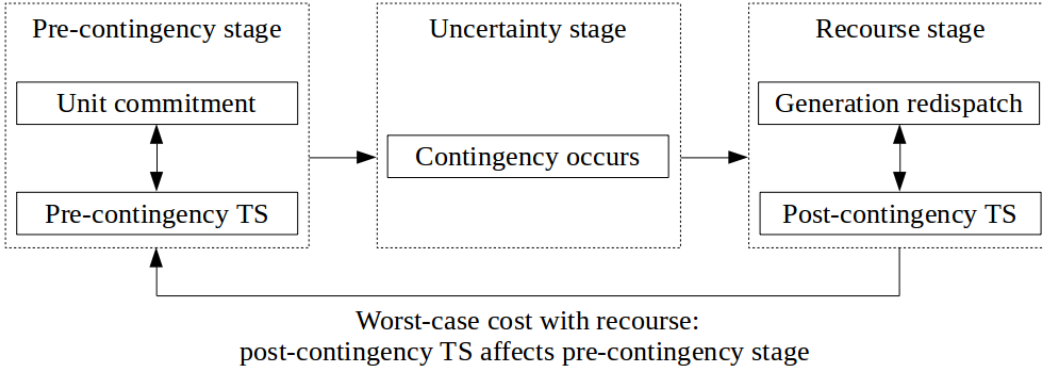 Pre-contingency stage
Unit commitment
Pre-contingency TS
Uncertainty stage
Contingency occurs
Recourse stage
Generation redispatch
Post-contingency TS
Worst-case cost with recourse:
post-contingency TS affects pre-contingency stage